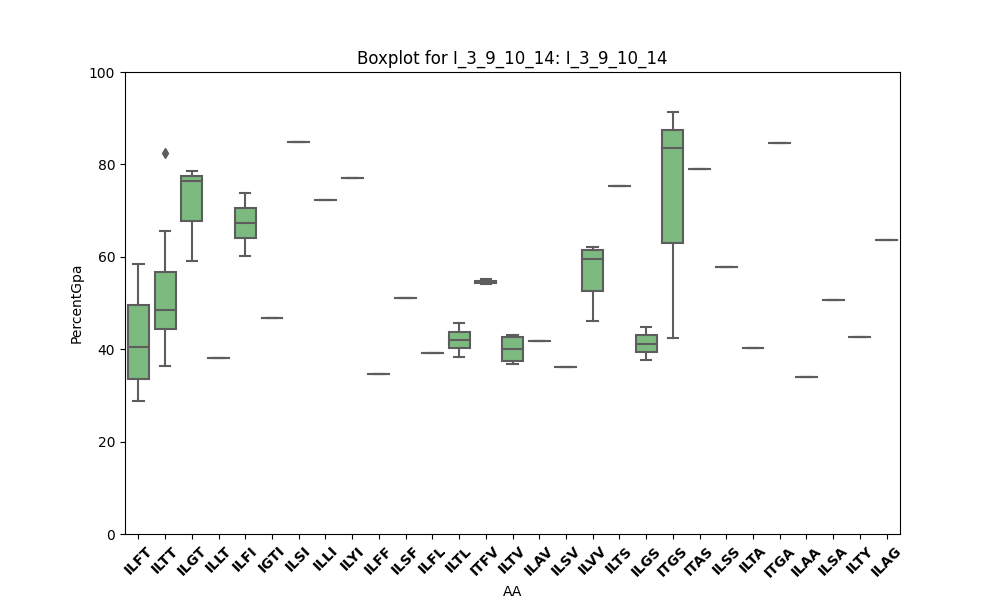 Boxplot for I_3_9_10_14: I_3_9_10_14
PercentGpa
100
80
60
40
20
0
ILFT ILTT ILGT ILLT ILFI IGTI ILSI ILLI ILYI ILFF ILSF ILFL ILTL ITFV ILTV ILAV ILSV ILVV ILTS ILGS ITGS ITAS ILSS ILTA ITGA ILAA ILSA ILTY ILAG
AA